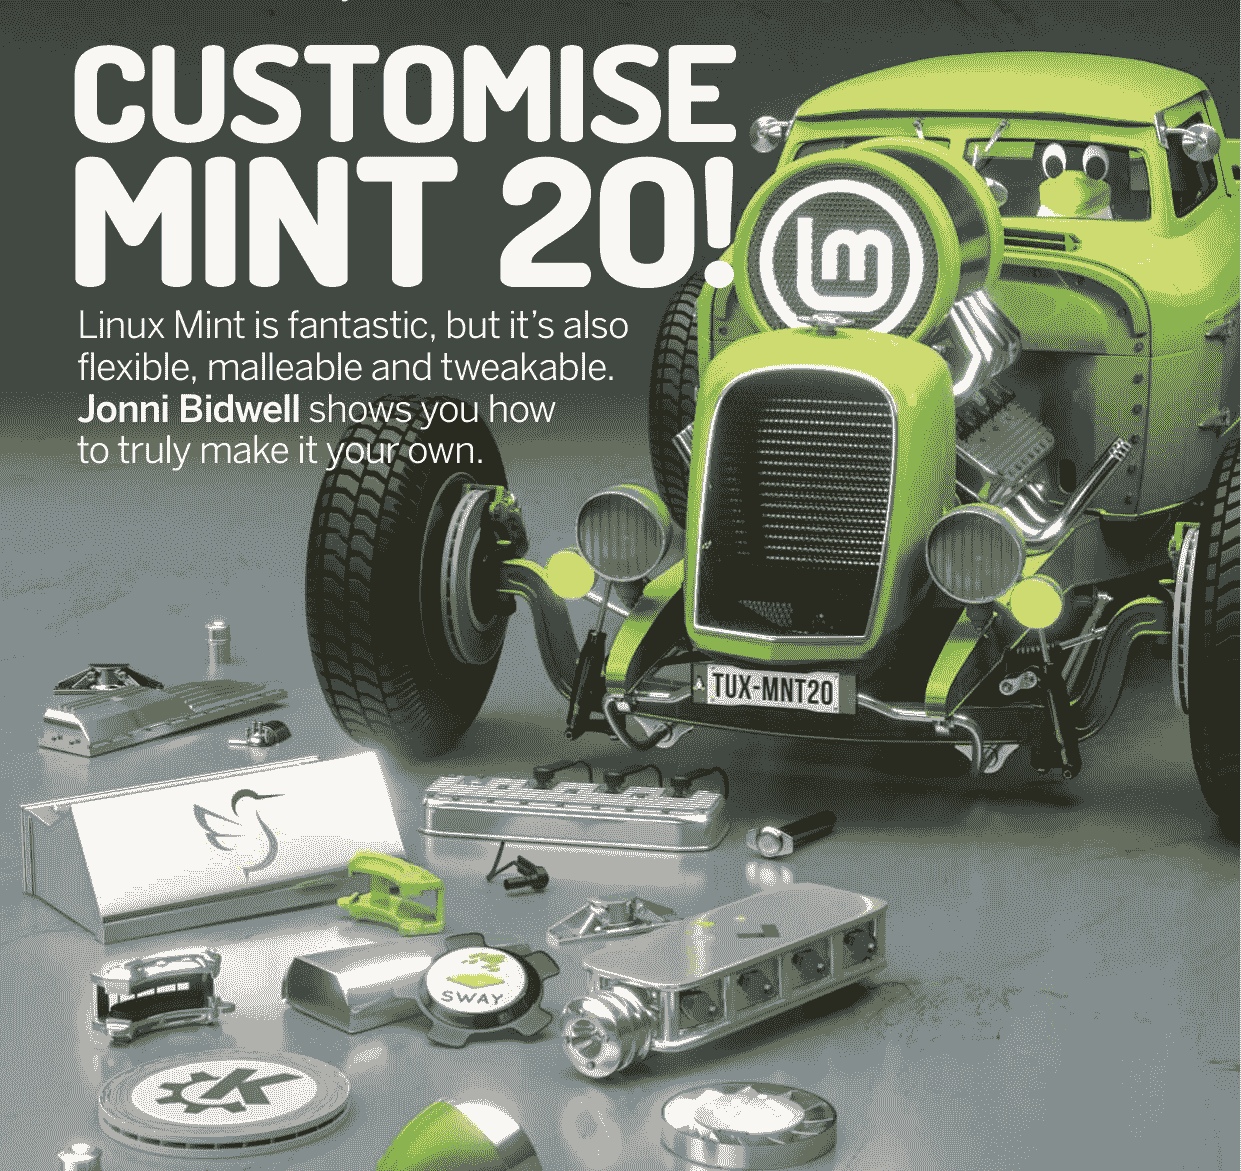 CUSTOMISE
MINT 20!
Linux Mint is fantastic, but it’s also
flexible, malleable and tweakable.
Jonni Bidwell shows you how
to truly make it your own.
lm
TUX-MNT20
SWAY
K